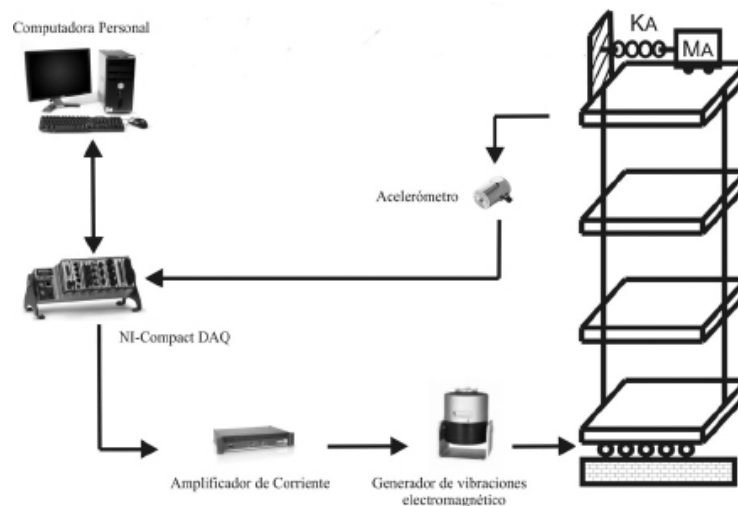 Computadora Personal
KA
MA
Acelerómetro
NI-Compact DAQ
Amplificador de Corriente
Generador de vibraciones
electromagnético